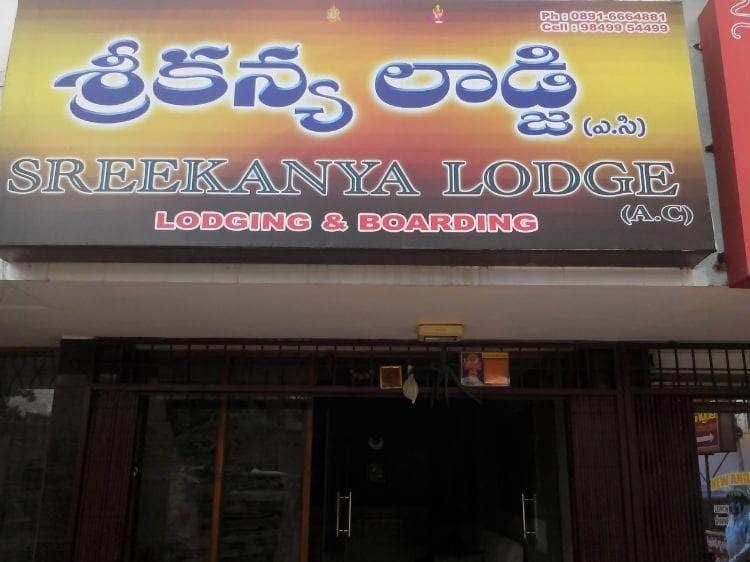 Ph : 0891-6664881
Cell : 98499 54499
శ్రీకన్య లాడ్జి
(ఎ.సి)
SREEKANYA LODGE
(A.C)
LODGING & BOARDING